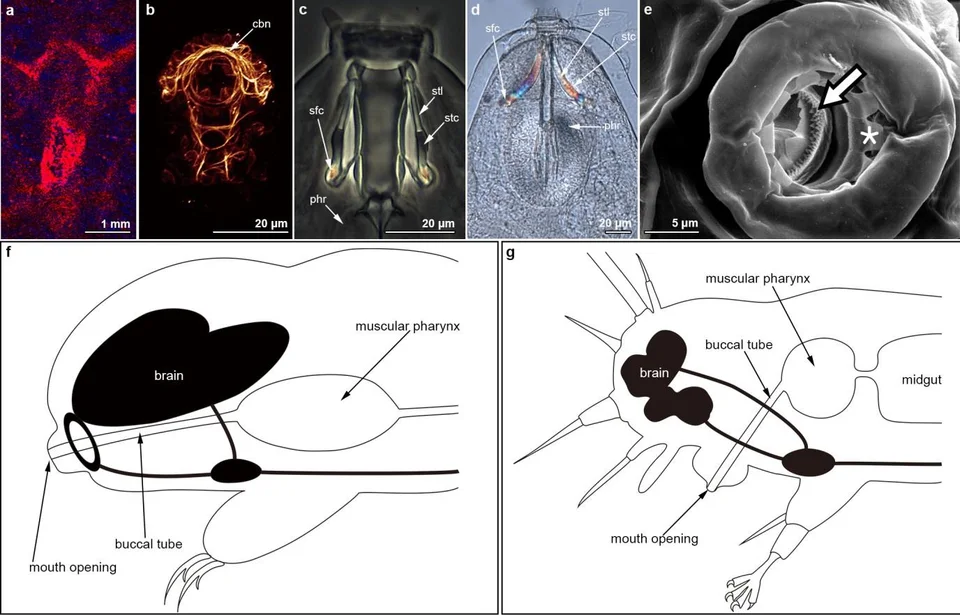 a
1 mm
b
cbn
20 µm
c
stl
sfc
stc
phr
20 µm
d
stl
sfc
stc
phr
20 µm
e
*
5 µm
f
muscular pharynx
brain
buccal tube
mouth opening
g
muscular pharynx
buccal tube
brain
midgut
mouth opening